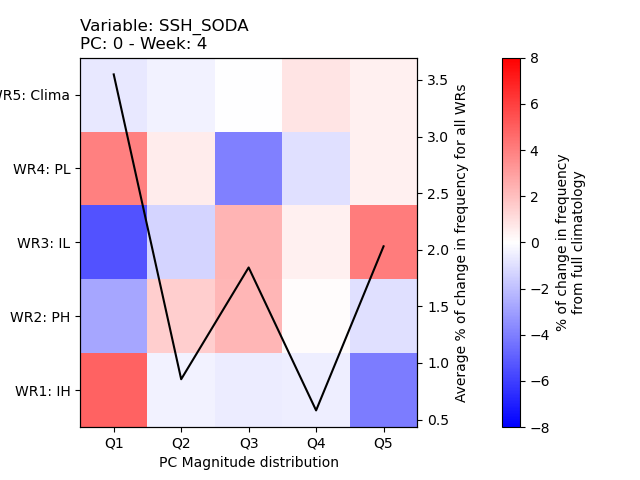 Variable: SSH_SODA
PC: 0 - Week: 4
WR5: Clima
WR4: PL
WR3: IL
WR2: PH
WR1: IH
Q1 Q2 Q3 Q4 Q5
PC Magnitude distribution
3.5
3.0
2.5
2.0
1.5
1.0
0.5
Average % of change in frequency for all WRs
8
6
4
2
0
−2
−4
−6
−8
% of change in frequency
from full climatology